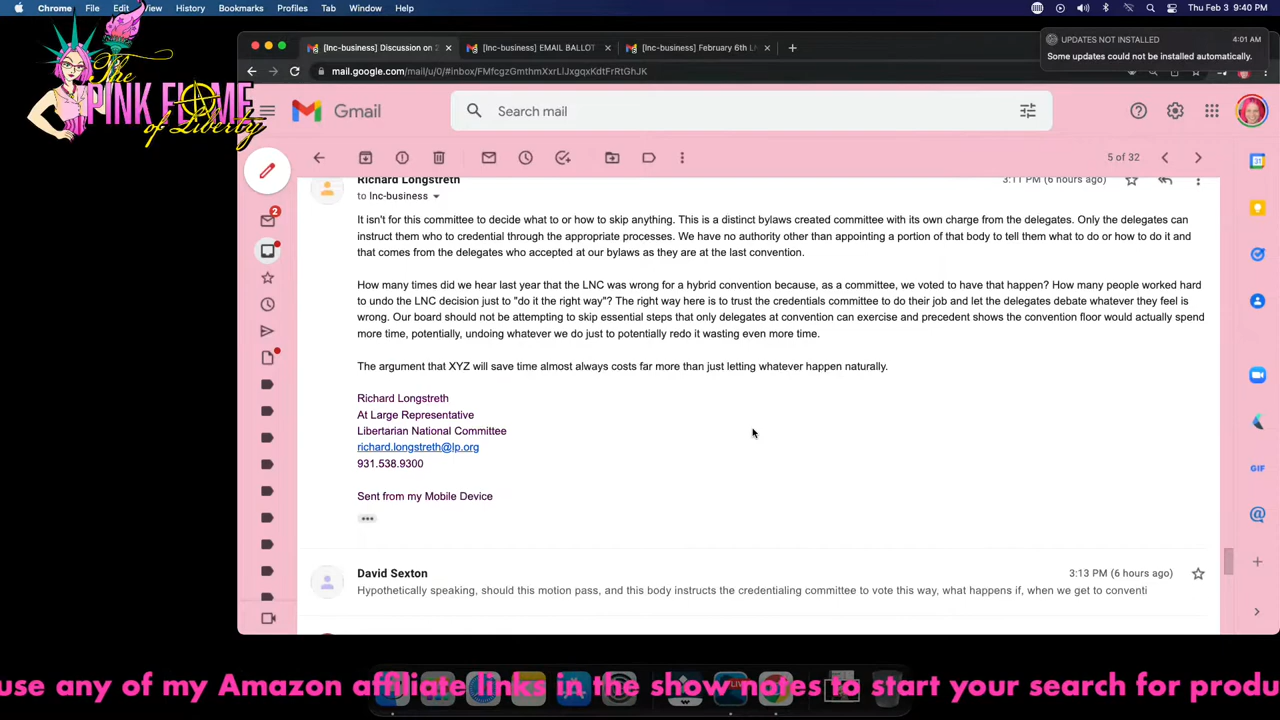 Chrome File Edit View History Bookmarks Profiles Tab Window Help
Thu Feb 3 9:40 PM
The
PINK FLAME
of Liberty
[lnc-business] Discussion on 2
[lnc-business] EMAIL BALLOT
[lnc-business] February 6th L
UPDATES NOT INSTALLED 4:01 AM
Some updates could not be installed automatically.
mail.google.com/mail/u/0/#inbox/FMfcgzGmthmXxrLlJxgqxKdtFrRtGhJK
Gmail
Search mail
5 of 32
2
Richard Longstreth 3:11 PM (6 hours ago)
to lnc-business
It isn't for this committee to decide what to or how to skip anything. This is a distinct bylaws created committee with its own charge from the delegates. Only the delegates can
instruct them who to credential through the appropriate processes. We have no authority other than appointing a portion of that body to tell them what to do or how to do it and
that comes from the delegates who accepted at our bylaws as they are at the last convention.
How many times did we hear last year that the LNC was wrong for a hybrid convention because, as a committee, we voted to have that happen? How many people worked hard
to undo the LNC decision just to "do it the right way"? The right way here is to trust the credentials committee to do their job and let the delegates debate whatever they feel is
wrong. Our board should not be attempting to skip essential steps that only delegates at convention can exercise and precedent shows the convention floor would actually spend
more time, potentially, undoing whatever we do just to potentially redo it wasting even more time.
The argument that XYZ will save time almost always costs far more than just letting whatever happen naturally.
Richard Longstreth
At Large Representative
Libertarian National Committee
richard.longstreth@lp.org
931.538.9300
Sent from my Mobile Device
David Sexton 3:13 PM (6 hours ago)
Hypothetically speaking, should this motion pass, and this body instructs the credentialing committee to vote this way, what happens if, when we get to conventi
GIF
use any of my Amazon affiliate links in the show notes to start your search for produ